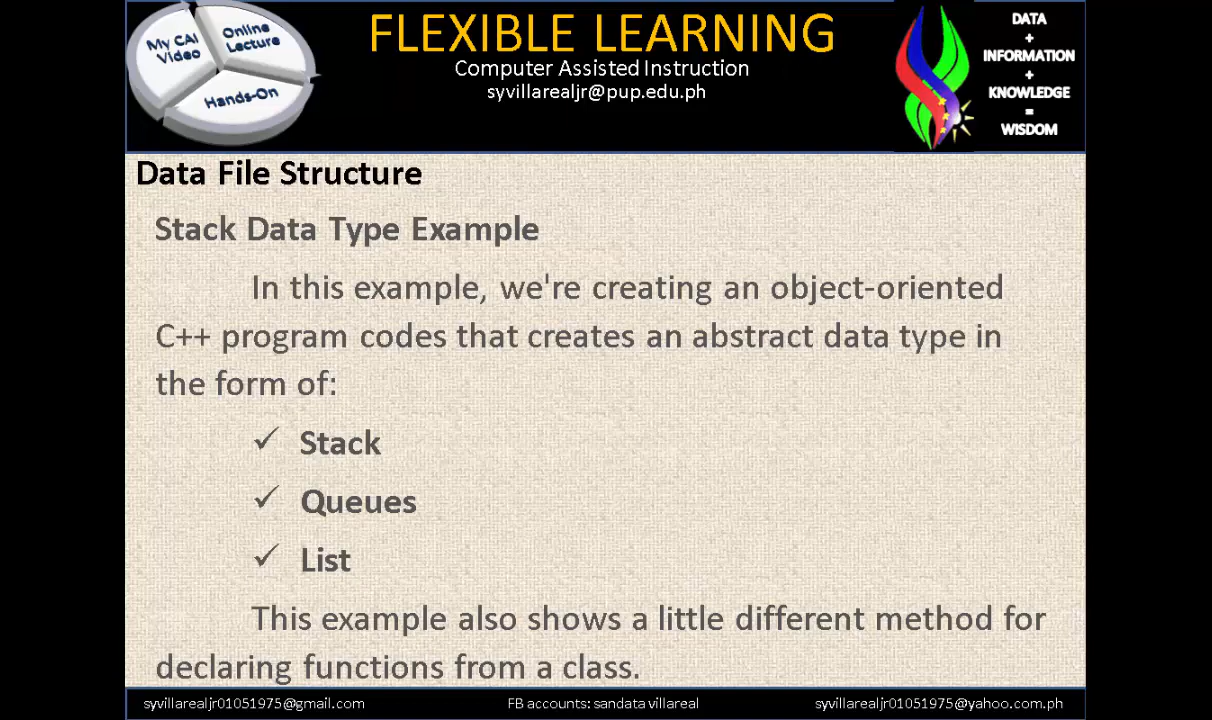 My CAI
Video
Online
Lecture
Hands-On
FLEXIBLE LEARNING
Computer Assisted Instruction
syvillarealjr@pup.edu.ph
DATA
+
INFORMATION
+
KNOWLEDGE
=
WISDOM
Data File Structure
Stack Data Type Example
In this example, we're creating an object-oriented
C++ program codes that creates an abstract data type in
the form of:
✓ Stack
✓ Queues
✓ List
This example also shows a little different method for
declaring functions from a class.
syvillarealjr01051975@gmail.com
FB accounts: sandata villareal
syvillarealjr01051975@yahoo.com.ph